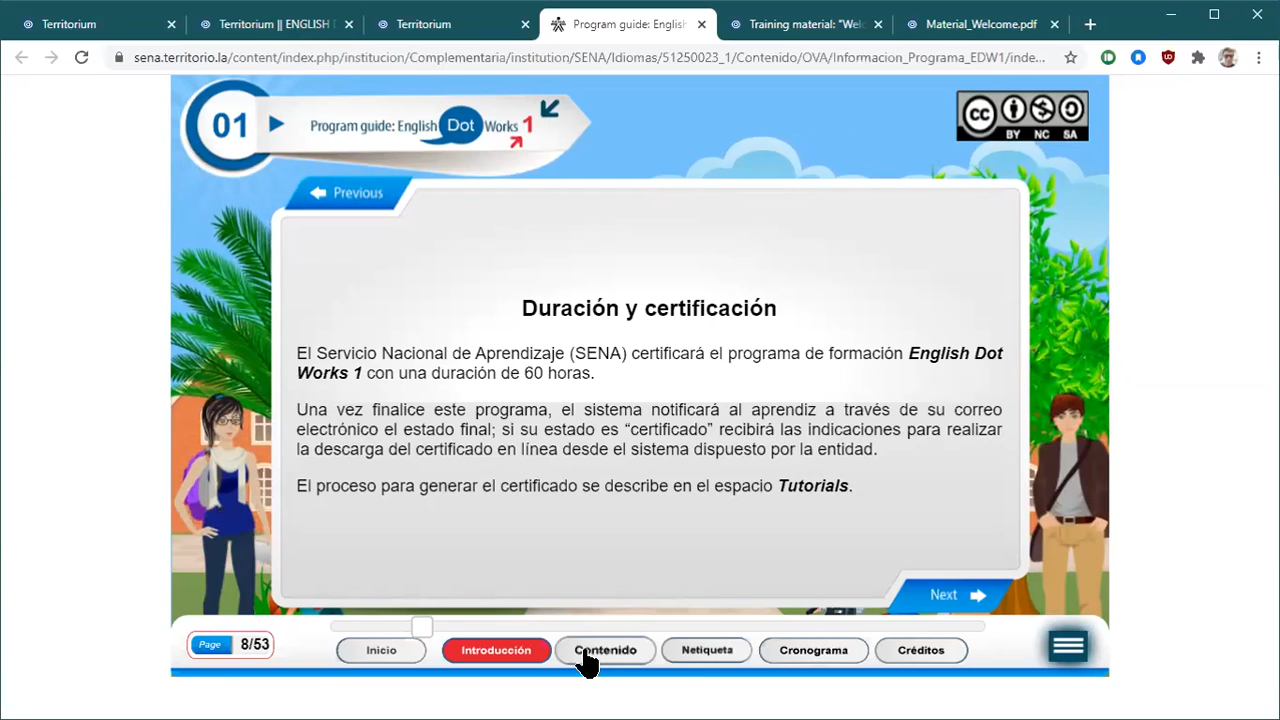 Territorium
Territorium || ENGLISH D
Territorium
Program guide: English
Training material: "Wel
Material_Welcome.pdf
sena.territorio.la/content/index.php/institucion/Complementaria/institution/SENA/Idiomas/51250023_1/Contenido/OVA/Informacion_Programa_EDW1/inde...
01
Program guide: English Dot Works 1
CC BY NC SA
Previous
Duración y certificación
El Servicio Nacional de Aprendizaje (SENA) certificará el programa de formación English Dot
Works 1 con una duración de 60 horas.
Una vez finalice este programa, el sistema notificará al aprendiz a través de su correo
electrónico el estado final; si su estado es “certificado” recibirá las indicaciones para realizar
la descarga del certificado en línea desde el sistema dispuesto por la entidad.
El proceso para generar el certificado se describe en el espacio Tutorials.
Next
Page 8/53
Inicio
Introducción
Contenido
Netiqueta
Cronograma
Créditos